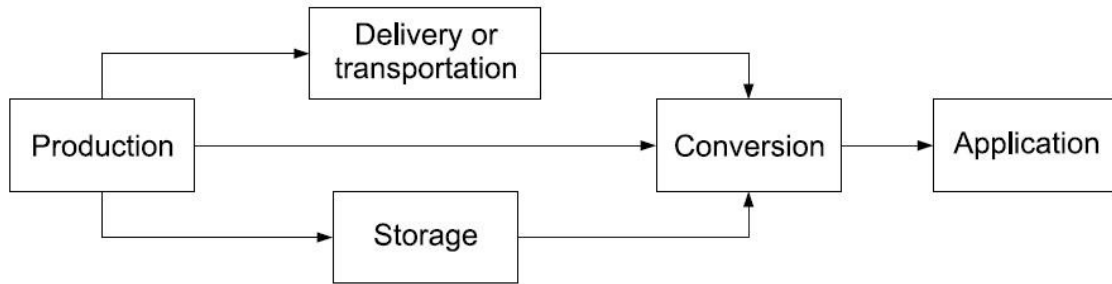 Delivery or
transportation
Production
Conversion
Application
Storage